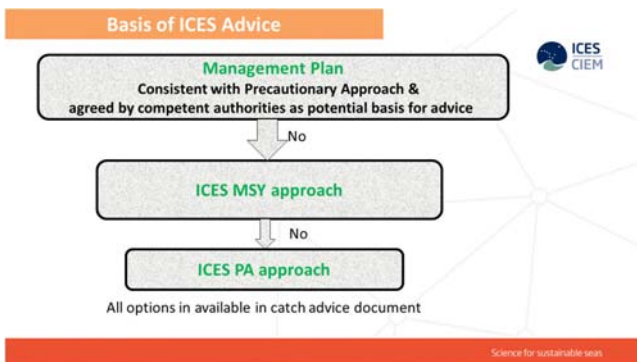 Basis of ICES Advice
ICES
CIEM
Management Plan
Consistent with Precautionary Approach &
agreed by competent authorities as potential basis for advice
No
ICES MSY approach
No
ICES PA approach
All options in available in catch advice document
Science for sustainable seas